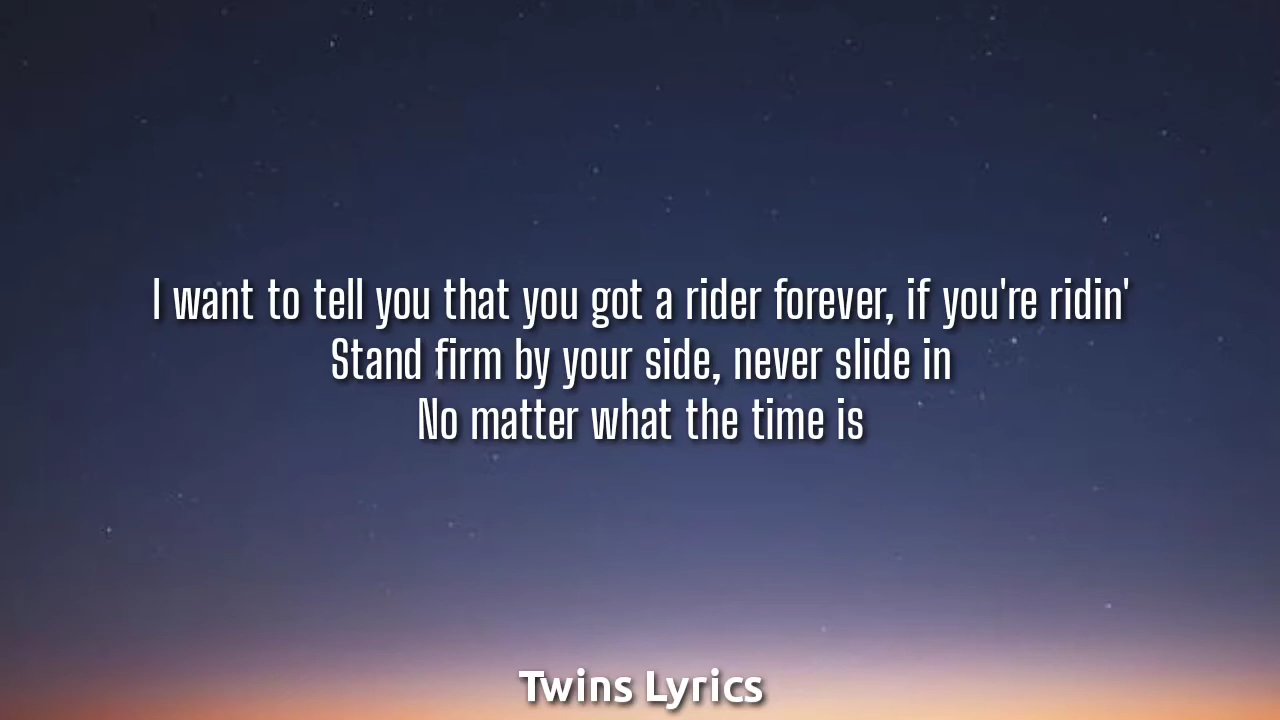 I want to tell you that you got a rider forever, if you're ridin'
Stand firm by your side, never slide in
No matter what the time is
Twins Lyrics